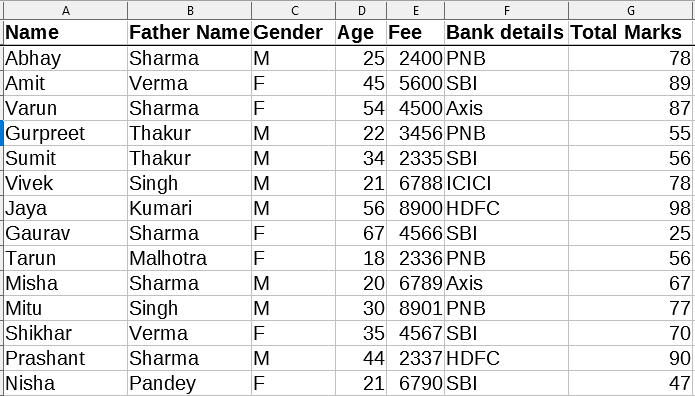 A B C D E F G
Name Father Name Gender Age Fee Bank details Total Marks
Abhay Sharma M 25 2400 PNB 78
Amit Verma F 45 5600 SBI 89
Varun Sharma F 54 4500 Axis 87
Gurpreet Thakur M 22 3456 PNB 55
Sumit Thakur M 34 2335 SBI 56
Vivek Singh M 21 6788 ICICI 78
Jaya Kumari M 56 8900 HDFC 98
Gaurav Sharma F 67 4566 SBI 25
Tarun Malhotra F 18 2336 PNB 56
Misha Sharma M 20 6789 Axis 67
Mitu Singh M 30 8901 PNB 77
Shikhar Verma F 35 4567 SBI 70
Prashant Sharma M 44 2337 HDFC 90
Nisha Pandey F 21 6790 SBI 47